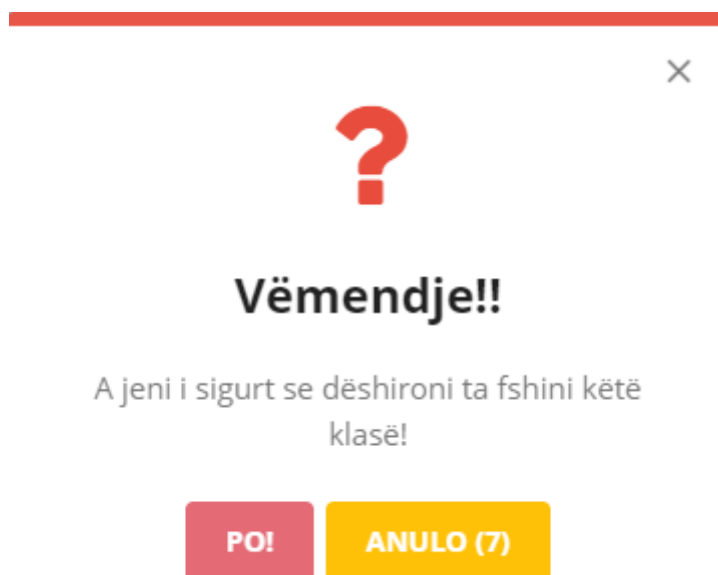 Vëmendje!!
A jeni i sigurt se dëshironi ta fshini këtë
klasë!
PO! ANULO (7)